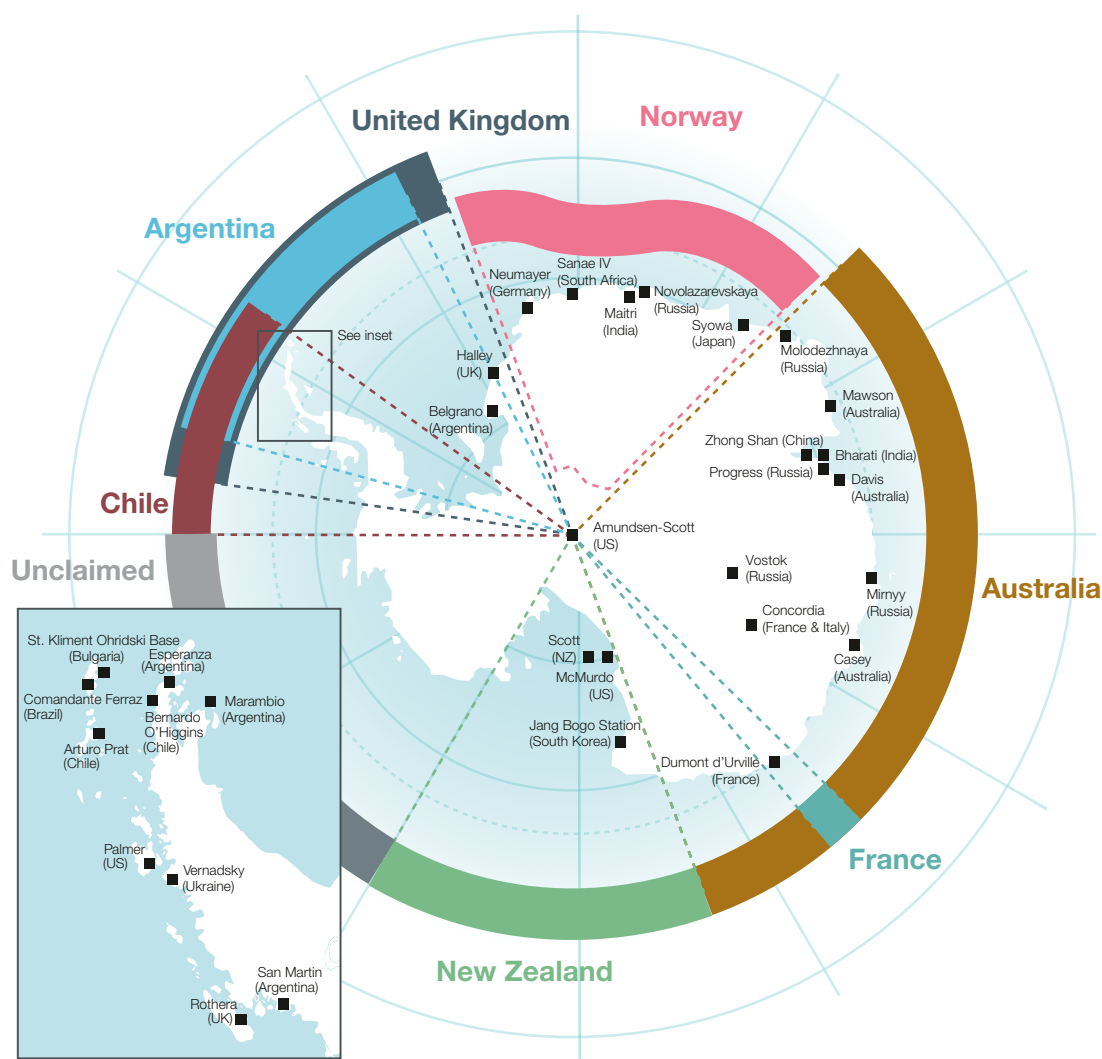 United Kingdom
Norway
Argentina
Neumayer
(Germany)
Sanae IV
(South Africa)
Maitri
(India)
Novolazarevskaya
(Russia)
Syowa
(Japan)
Molodezhnaya
(Russia)
See inset
Halley
(UK)
Belgrano
(Argentina)
Mawson
(Australia)
Zhong Shan (China)
Bharati (India)
Progress (Russia)
Davis
(Australia)
Chile
Unclaimed
Amundsen-Scott
(US)
Vostok
(Russia)
Mirnyy
(Russia)
Australia
Concordia
(France & Italy)
Casey
(Australia)
Scott
(NZ)
McMurdo
(US)
Jang Bogo Station
(South Korea)
Dumont d’Urville
(France)
France
New Zealand
St. Kliment Ohridski Base
(Bulgaria)
Esperanza
(Argentina)
Comandante Ferraz
(Brazil)
Bernardo
O’Higgins
(Chile)
Marambio
(Argentina)
Arturo Prat
(Chile)
Palmer
(US)
Vernadsky
(Ukraine)
San Martin
(Argentina)
Rothera
(UK)